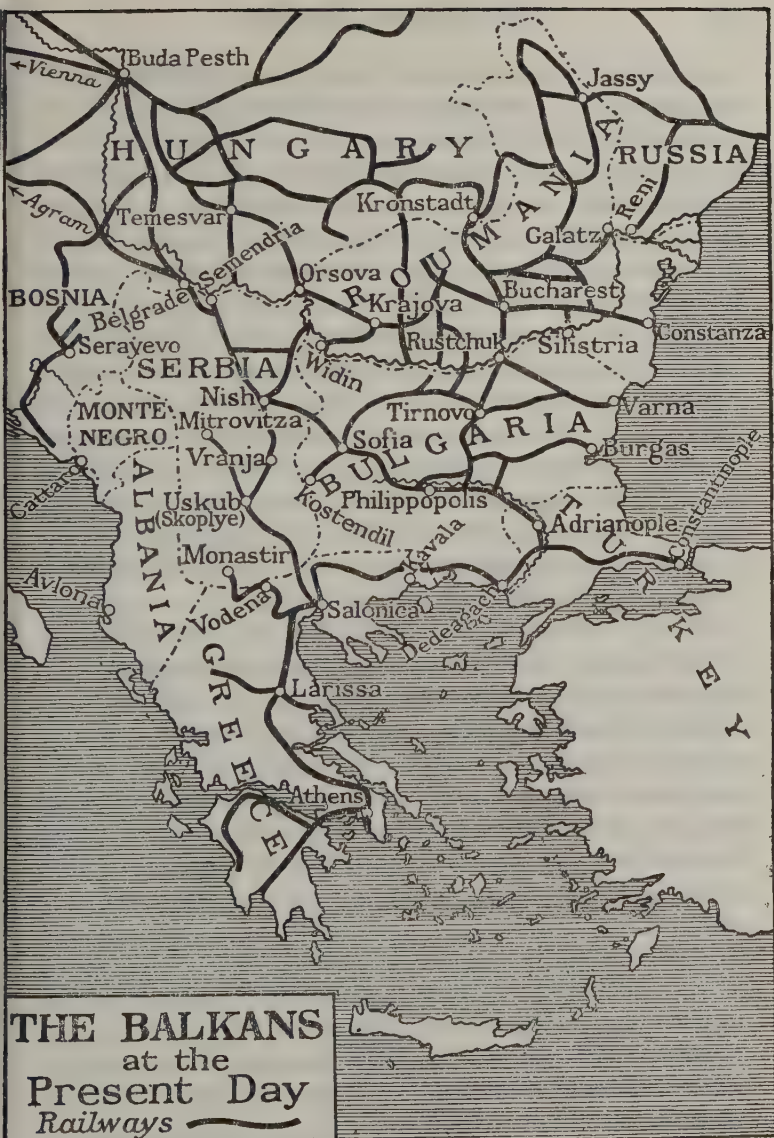 Buda Pesth
←Vienna
Jassy
HUNGARY
RUSSIA
←Agram
Temesvar
Kronstadt
ROUMANIA
Reni
Galatz
Semendria
Orsova
BOSNIA
Belgrade
Krajova
Bucharest
Constanza
Serayevo
Rustchuk
Silistria
SERBIA
Widin
Nish
Tirnovo
Varna
MONTE
NEGRO
Mitrovitza
Sofia
BULGARIA
Burgas
Vranja
Cattaro
ALBANIA
Kostendil
Philippopolis
Constantinople
Uskub
(Skoplye)
Adrianople
TURKEY
Monastir
Kavala
Avlona
Vodena
Salonica
Dedeagach
GREECE
Larissa
Athens
THE BALKANS
at the
Present Day
Railways